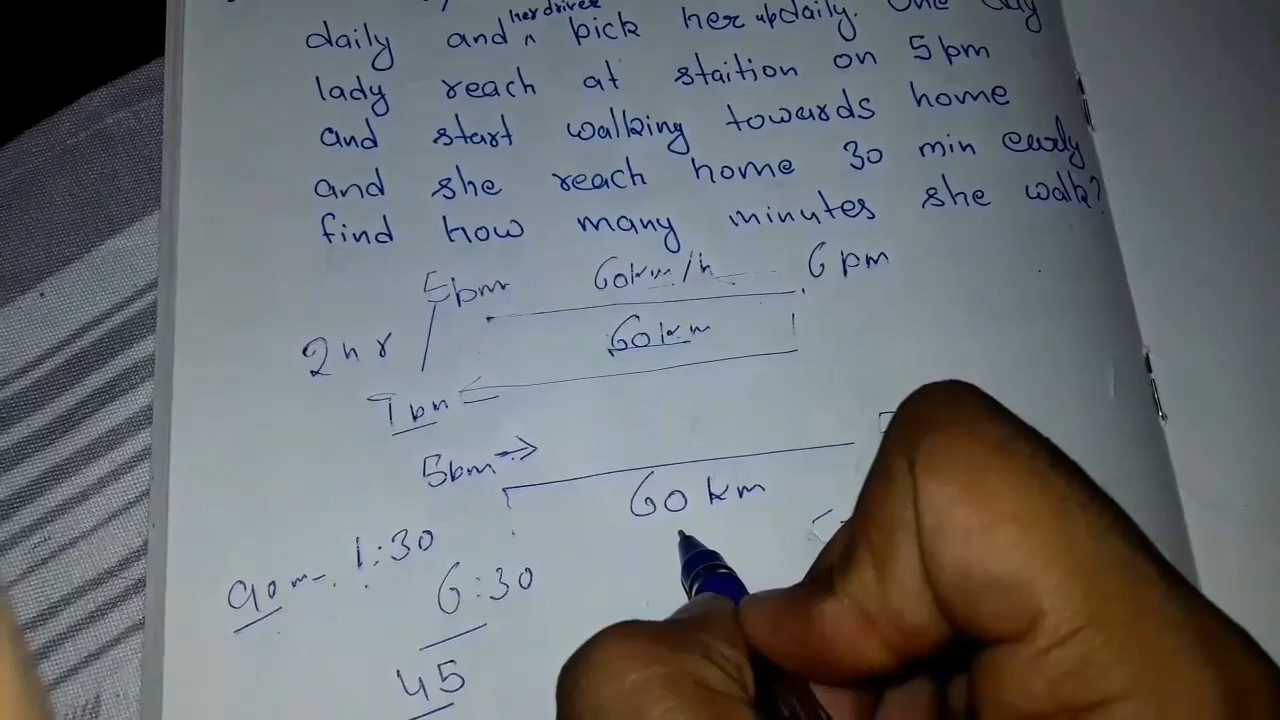 her driver
daily and ^ pick her up daily. One day
lady reach at staition on 5pm
and start walking towards home
and she reach home 30 min early
find how many minutes she walk?
5pm 60km/h 6pm
2hr 60km
7pm
5pm
60 km
90m 1:30
6:30
45